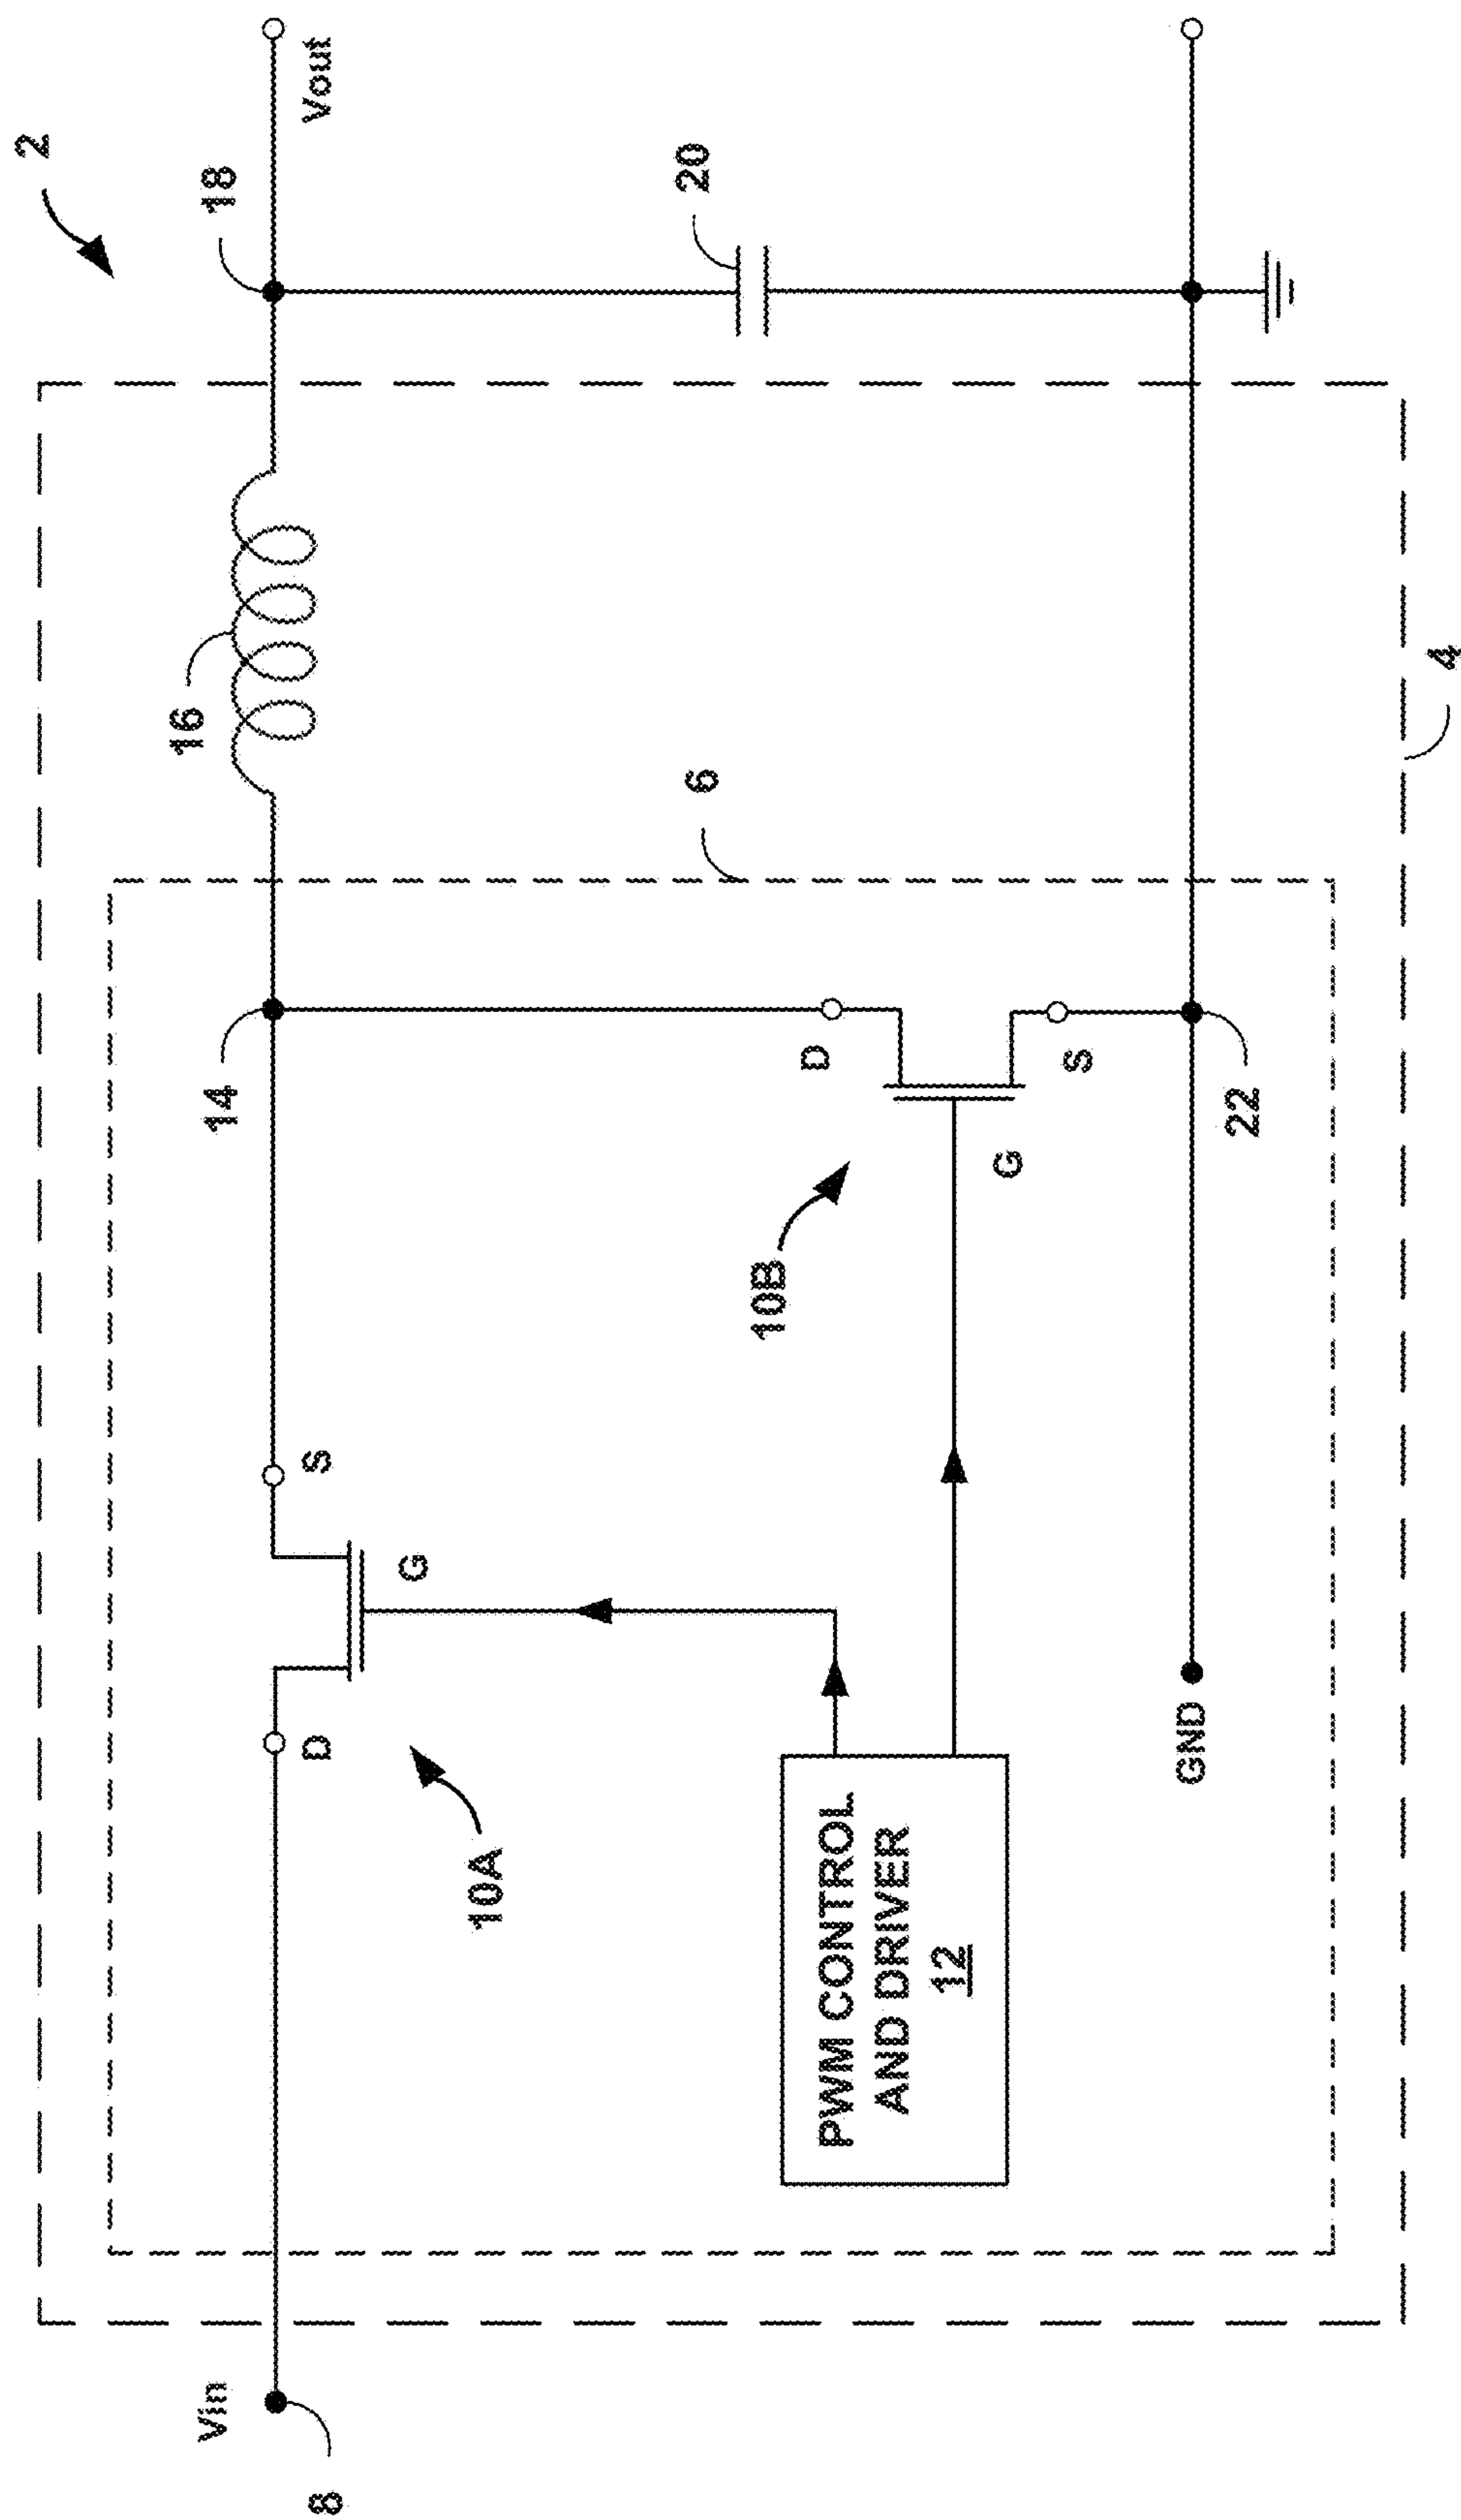 2
Vin
8
14
16
18
Vout
D
S
G
10A
6
20
10B
D
G
S
PWM CONTROL
AND DRIVER
12
GND
22
4